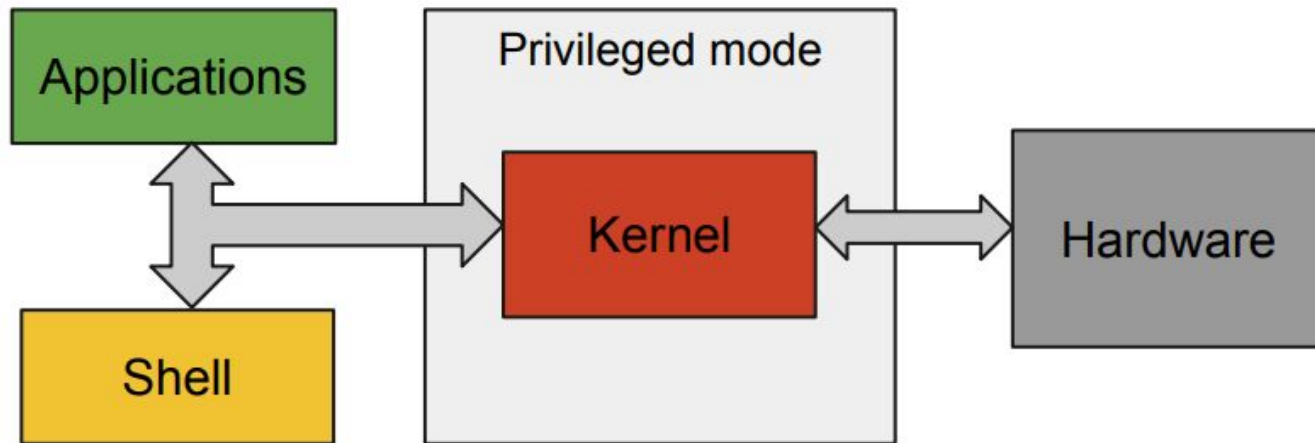 Applications
Privileged mode
Kernel
Hardware
Shell